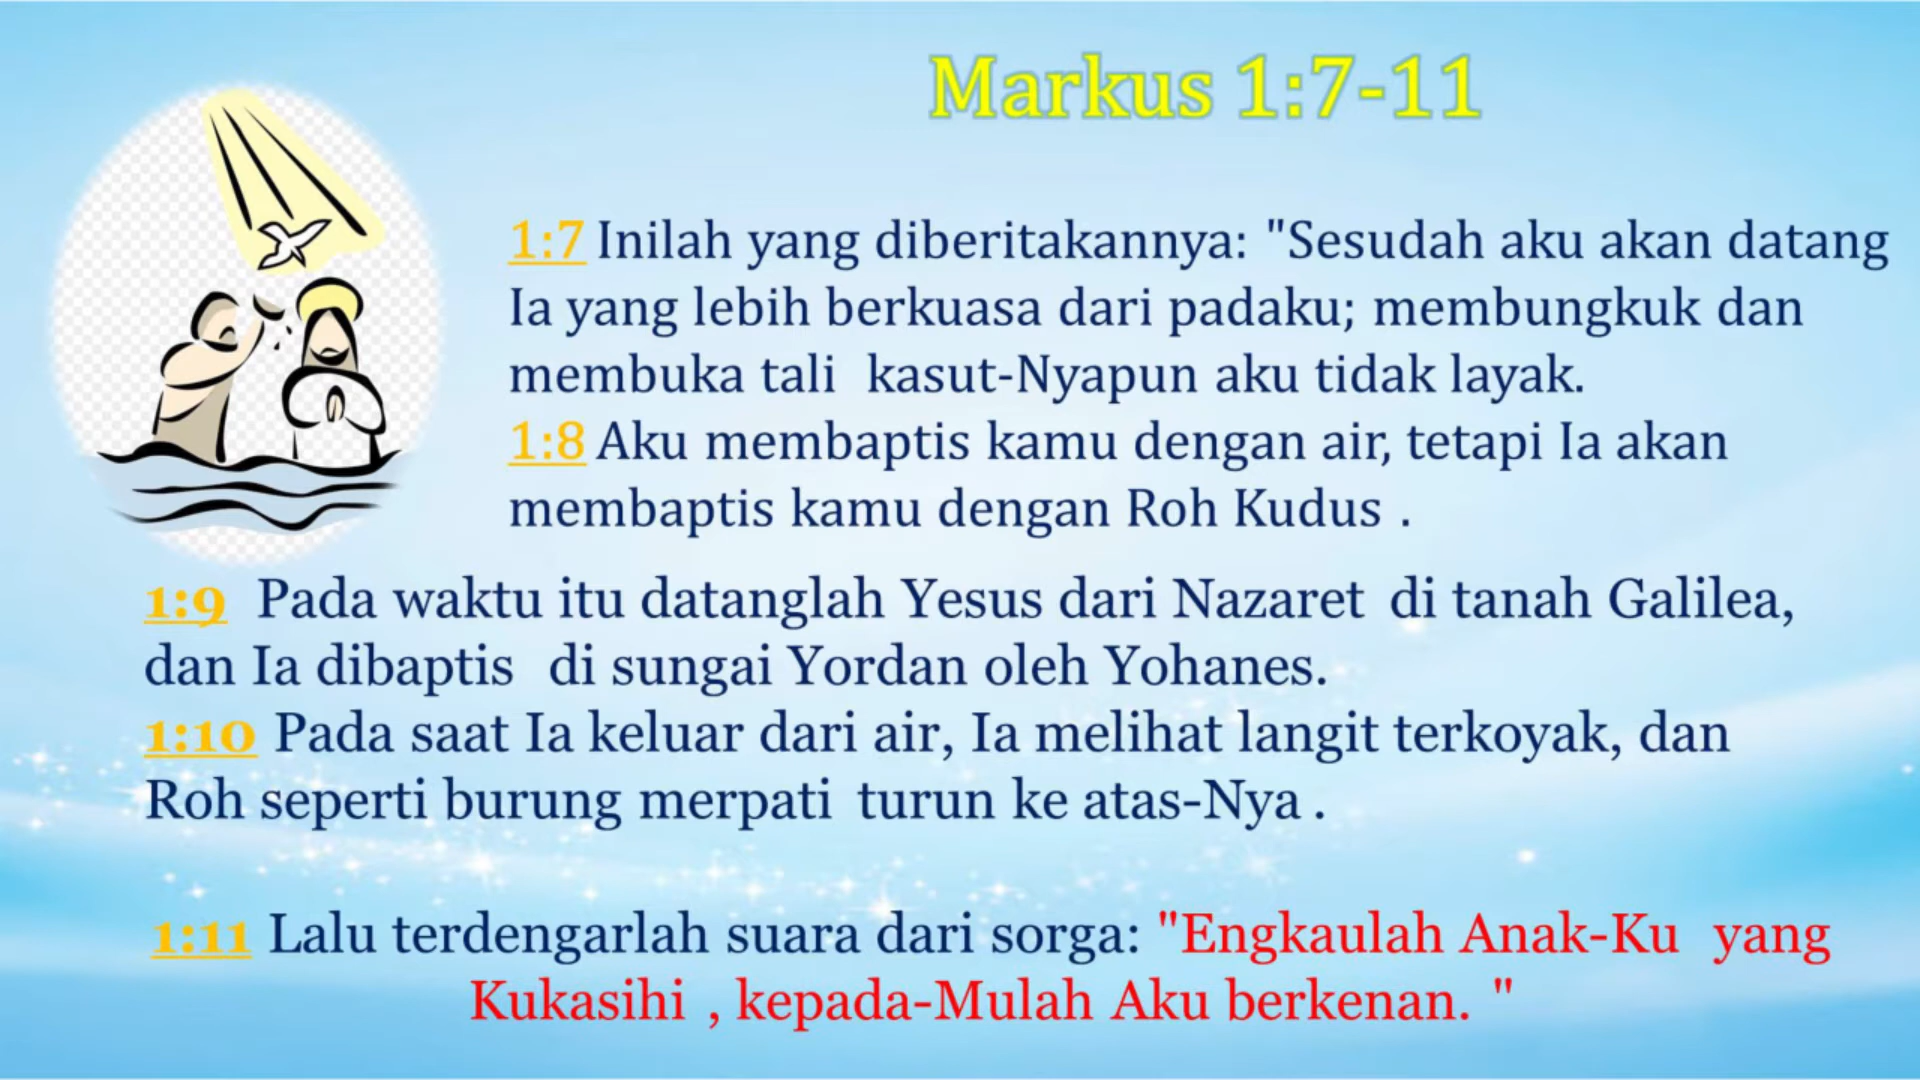 Markus 1:7-11
1:7 Inilah yang diberitakannya: "Sesudah aku akan datang
Ia yang lebih berkuasa dari padaku; membungkuk dan
membuka tali kasut-Nyapun aku tidak layak.
1:8 Aku membaptis kamu dengan air, tetapi Ia akan
membaptis kamu dengan Roh Kudus .
1:9 Pada waktu itu datanglah Yesus dari Nazaret di tanah Galilea,
dan Ia dibaptis di sungai Yordan oleh Yohanes.
1:10 Pada saat Ia keluar dari air, Ia melihat langit terkoyak, dan
Roh seperti burung merpati turun ke atas-Nya .
1:11 Lalu terdengarlah suara dari sorga: "Engkaulah Anak-Ku yang
Kukasihi , kepada-Mulah Aku berkenan. "